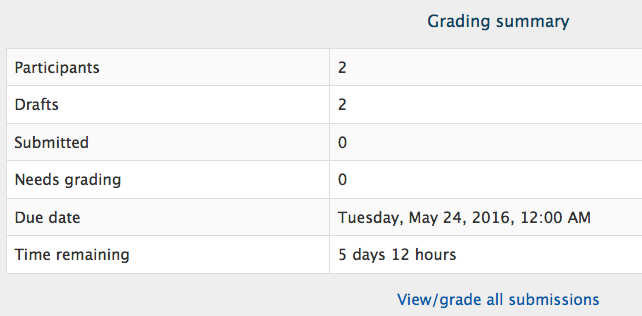 Grading summary
Participants 2
Drafts 2
Submitted 0
Needs grading 0
Due date Tuesday, May 24, 2016, 12:00 AM
Time remaining 5 days 12 hours
View/grade all submissions